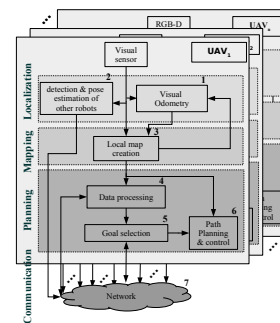 RGB-D
UAVn
Visual
sensor
UAV1
2
Localization
detection & pose
estimation of
other robots
1
Visual
Odometry
Mapping
3
Local map
creation
Planning
4
Data processing
5
Goal selection
6
Path
Planning
& control
Communication
7
Network